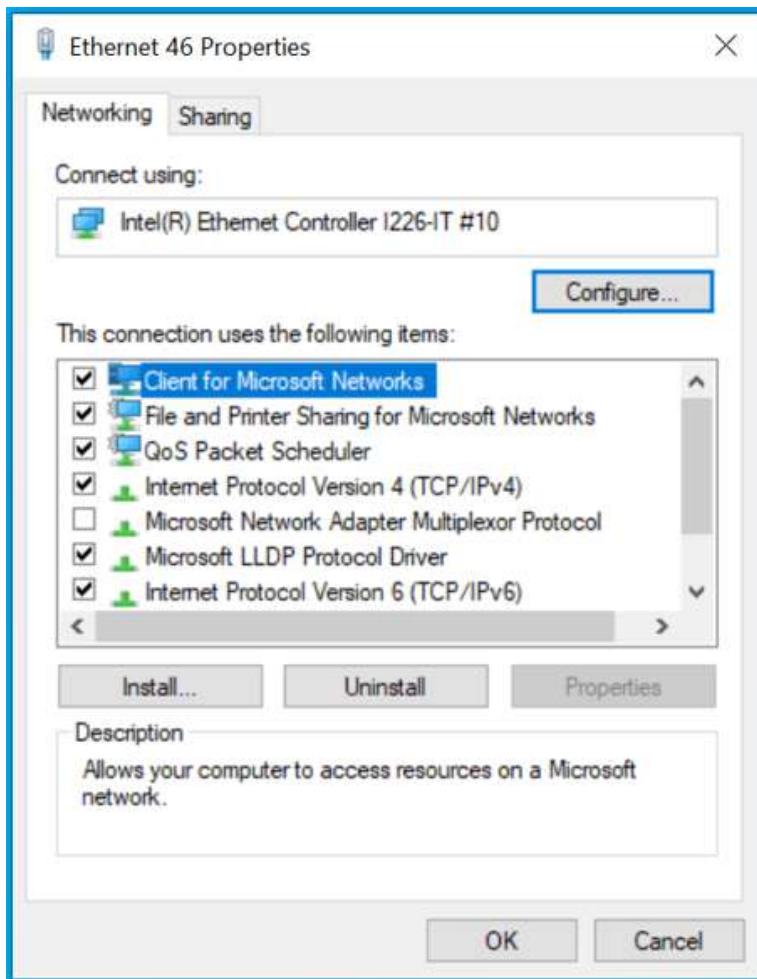 Ethernet 46 Properties
Networking
Sharing
Connect using:
Intel(R) Ethernet Controller I226-IT #10
Configure...
This connection uses the following items:
Client for Microsoft Networks
File and Printer Sharing for Microsoft Networks
QoS Packet Scheduler
Internet Protocol Version 4 (TCP/IPv4)
Microsoft Network Adapter Multiplexor Protocol
Microsoft LLDP Protocol Driver
Internet Protocol Version 6 (TCP/IPv6)
Install...
Uninstall
Properties
Description
Allows your computer to access resources on a Microsoft
network.
OK
Cancel